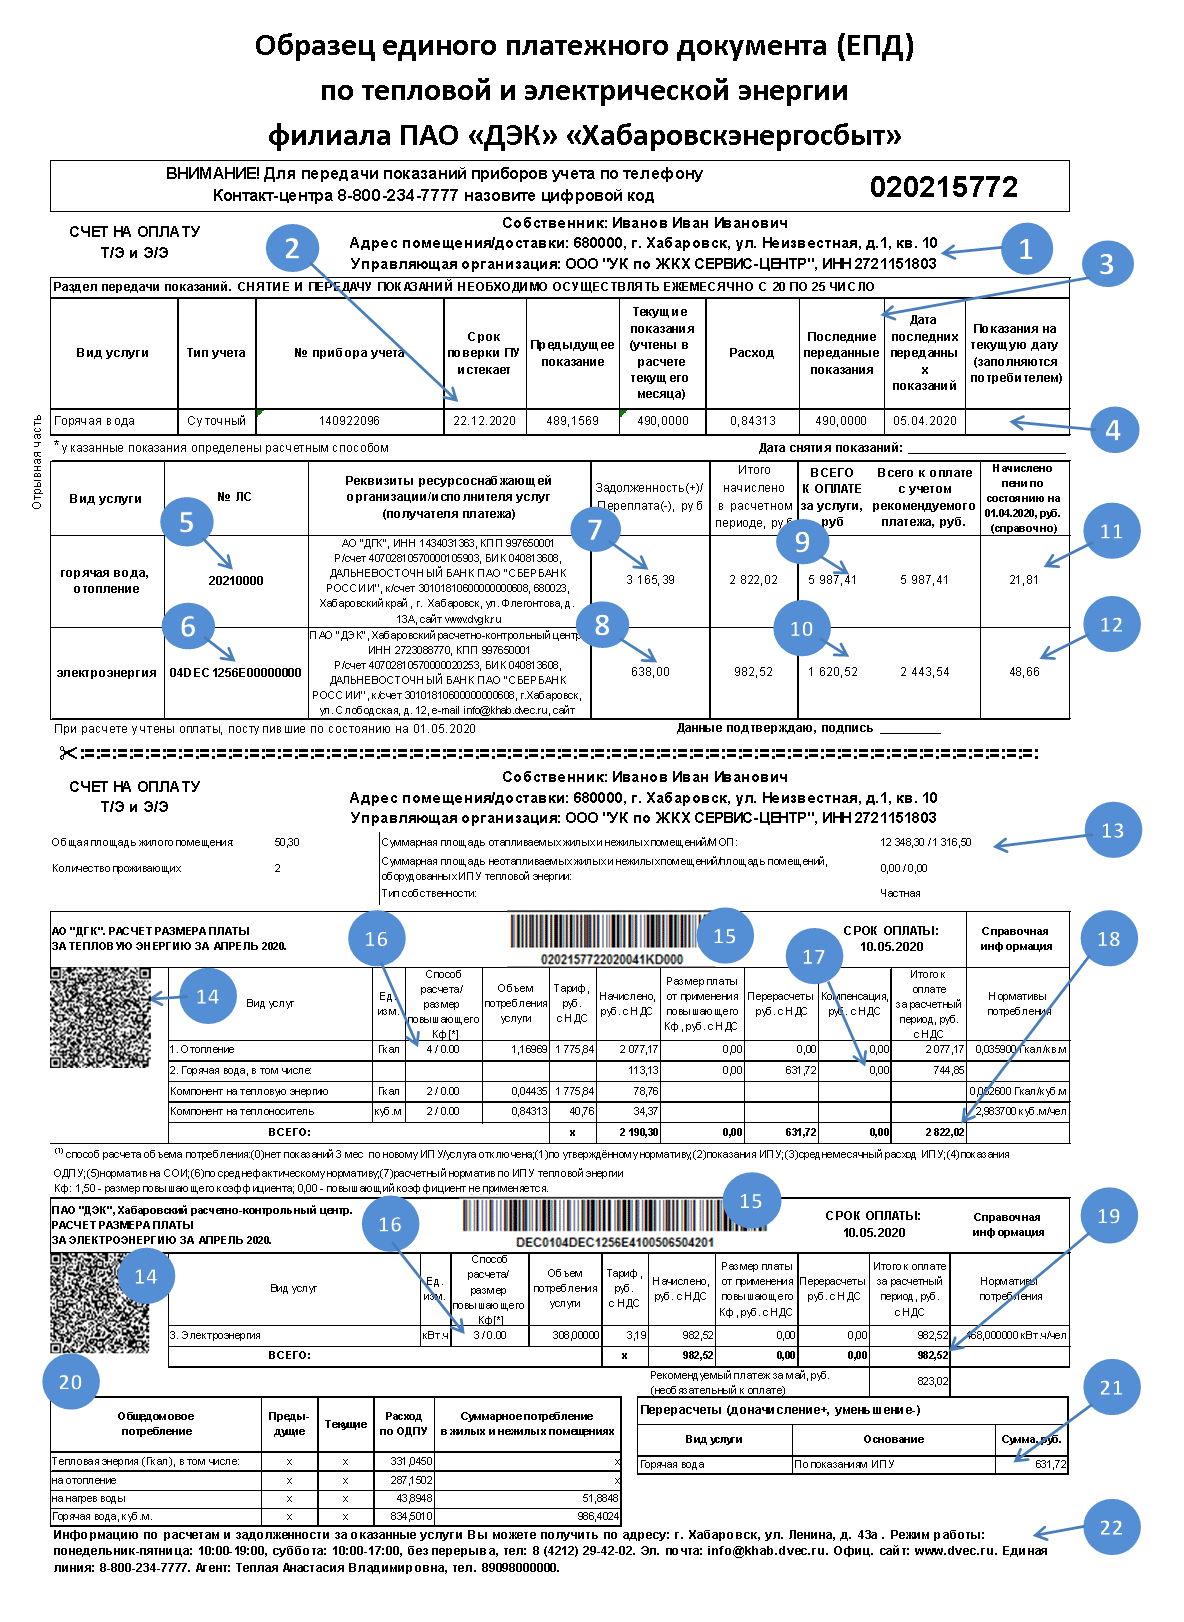 Образец единого платежного документа (ЕПД)
по тепловой и электрической энергии
филиала ПАО «ДЭК» «Хабаровскэнергосбыт»
ВНИМАНИЕ! Для передачи показаний приборов учета по телефону
Контакт-центра 8-800-234-7777 назовите цифровой код
020215772
СЧЕТ НА ОПЛАТУ
Т/Э и Э/Э
Собственник: Иванов Иван Иванович
Адрес помещения/доставки: 680000, г. Хабаровск, ул. Неизвестная, д.1, кв. 10
Управляющая организация: ООО "УК по ЖКХ СЕРВИС-ЦЕНТР", ИНН 2721151803
1
2
3
Раздел передачи показаний. СНЯТИЕ И ПЕРЕДАЧУ ПОКАЗАНИЙ НЕОБХОДИМО ОСУЩЕСТВЛЯТЬ ЕЖЕМЕСЯЧНО С 20 ПО 25 ЧИСЛО
Вид услуги
Тип учета
№ прибора учета
Срок
поверки ПУ
истекает
Предыдущее
показание
Текущие
показания
(учтены в
расчете
текущего
месяца)
Расход
Последние
переданные
показания
Дата
последних
переданны
х
показаний
Показания на
текущую дату
(заполняются
потребителем)
Горячая вода Суточный 140922096 22.12.2020 489,1569 490,0000 0,84313 490,0000 05.04.2020
4
Отрывная часть
* указанные показания определены расчетным способом
Дата снятия показаний:
Вид услуги
№ ЛС
Реквизиты ресурсоснабжающей
организации/исполнителя услуг
(получателя платежа)
Задолженность(+)/
Переплата(-), руб
Итого
начислено
в расчетном
периоде, руб
ВСЕГО
К ОПЛАТЕ
за услуги,
руб
Всего к оплате
с учетом
рекомендуемого
платежа, руб.
Начислено
пени по
состоянию на
01.04.2020, руб.
(справочно)
5
7
9
11
горячая вода,
отопление
20210000
АО "ДГК", ИНН 1434031363, КПП 997650001
Р/счет 40702810570000105903, БИК 040813608,
ДАЛЬНЕВОСТОЧНЫЙ БАНК ПАО "СБЕРБАНК
РОССИИ", к/счет 30101810600000000608, 680023,
Хабаровский край , г. Хабаровск, ул. Флегонтова, д.
13А, сайт www.dvgk.ru
3 165,39 2 822,02 5 987,41 5 987,41 21,81
6
8
10
12
электроэнергия
04DEC1256E00000000
ПАО "ДЭК", Хабаровский расчетно-контрольный центр
ИНН 2723088770, КПП 997650001
Р/счет 40702810570000020253, БИК 040813608,
ДАЛЬНЕВОСТОЧНЫЙ БАНК ПАО "СБЕРБАНК
РОССИИ", к/счет 30101810600000000608, г.Хабаровск,
ул. Слободская, д. 12, e-mail info@khab.dvec.ru, сайт
638,00 982,52 1 620,52 2 443,54 48,66
При расчете учтены оплаты, поступившие по состоянию на 01.05.2020
Данные подтверждаю, подпись
СЧЕТ НА ОПЛАТУ
Т/Э и Э/Э
Собственник: Иванов Иван Иванович
Адрес помещения/доставки: 680000, г. Хабаровск, ул. Неизвестная, д.1, кв. 10
Управляющая организация: ООО "УК по ЖКХ СЕРВИС-ЦЕНТР", ИНН 2721151803
13
Общая площадь жилого помещения: 50,30
Количество проживающих: 2
Суммарная площадь отапливаемых жилых и нежилых помещений/МОП: 12 348,30 / 1 316,50
Суммарная площадь неотапливаемых жилых и нежилых помещений/площадь помещений,
оборудованных ИПУ тепловой энергии: 0,00 / 0,00
Тип собственности: Частная
АО "ДГК". РАСЧЕТ РАЗМЕРА ПЛАТЫ
ЗА ТЕПЛОВУЮ ЭНЕРГИЮ ЗА АПРЕЛЬ 2020.
16
0202157722020041KD000
15
СРОК ОПЛАТЫ:
10.05.2020
17
Справочная
информация
18
14
Вид услуг
Ед.
изм.
Способ
расчета/
размер
повышающего
Кф[*]
Объем
потребления
услуги
Тариф,
руб.
с НДС
Начислено,
руб. с НДС
Размер платы
от применения
повышающего
Кф, руб. с НДС
Перерасчеты
руб. с НДС
Компенсация,
руб. с НДС
Итого к
оплате
за расчетный
период, руб.
с НДС
Нормативы
потребления
1. Отопление Гкал 4 / 0.00 1,16969 1 775,84 2 077,17 0,00 0,00 0,00 2 077,17 0,035900 Гкал/кв.м
2. Горячая вода, в том числе: 113,13 0,00 631,72 0,00 744,85
Компонент на тепловую энергию Гкал 2 / 0.00 0,04435 1 775,84 78,76 0,062600 Гкал/куб.м
Компонент на теплоноситель куб.м 2 / 0.00 0,84313 40,76 34,37 2,983700 куб.м/чел
ВСЕГО: x 2 190,30 0,00 631,72 0,00 2 822,02
(1) способ расчета объема потребления:(0)нет показаний 3 мес по новому ИПУ/услуга отключена;(1)по утверждённому нормативу;(2)показания ИПУ;(3)среднемесячный расход ИПУ;(4)показания
ОДПУ;(5)норматив на СОИ;(6)по среднефактическому нормативу;(7)расчетный норматив по ИПУ тепловой энергии
Кф: 1,50 - размер повышающего коэффициента; 0,00 - повышающий коэффициент не применяется.
ПАО "ДЭК", Хабаровский расчетно-контрольный центр.
РАСЧЕТ РАЗМЕРА ПЛАТЫ
ЗА ЭЛЕКТРОЭНЕРГИЮ ЗА АПРЕЛЬ 2020.
16
DEC0104DEC1256E4100506504201
15
СРОК ОПЛАТЫ:
10.05.2020
Справочная
информация
19
14
Вид услуг
Ед.
изм.
Способ
расчета/
размер
повышающего
Кф[*]
Объем
потребления
услуги
Тариф,
руб.
с НДС
Начислено,
руб. с НДС
Размер платы
от применения
повышающего
Кф, руб. с НДС
Перерасчеты
руб. с НДС
Итого к оплате
за расчетный
период, руб.
с НДС
Нормативы
потребления
3. Электроэнергия кВт.ч 3 / 0.00 308,00000 3,19 982,52 0,00 0,00 982,52 468,000000 кВт.ч/чел
ВСЕГО: x 982,52 0,00 0,00 982,52
Рекомендуемый платеж за май, руб.
(необязательный к оплате)
823,02
20
21
Общедомовое
потребление
Преды-
дущие
Текущие
Расход
по ОДПУ
Суммарное потребление
в жилых и нежилых помещениях
Тепловая энергия (Гкал), в том числе: x x 331,0450 x
на отопление x x 287,1502 x
на нагрев воды x x 43,8948 51,8848
Горячая вода, куб.м. x x 834,5010 986,4024
Перерасчеты (доначисление+, уменьшение-)
Вид услуги Основание Сумма, руб.
Горячая вода По показаниям ИПУ 631,72
22
Информацию по расчетам и задолженности за оказанные услуги Вы можете получить по адресу: г. Хабаровск, ул. Ленина, д. 43а . Режим работы:
понедельник-пятница: 10:00-19:00, суббота: 10:00-17:00, без перерыва, тел: 8 (4212) 29-42-02. Эл. почта: info@khab.dvec.ru. Офиц. сайт: www.dvec.ru. Единая
линия: 8-800-234-7777. Агент: Теплая Анастасия Владимировна, тел. 89098000000.